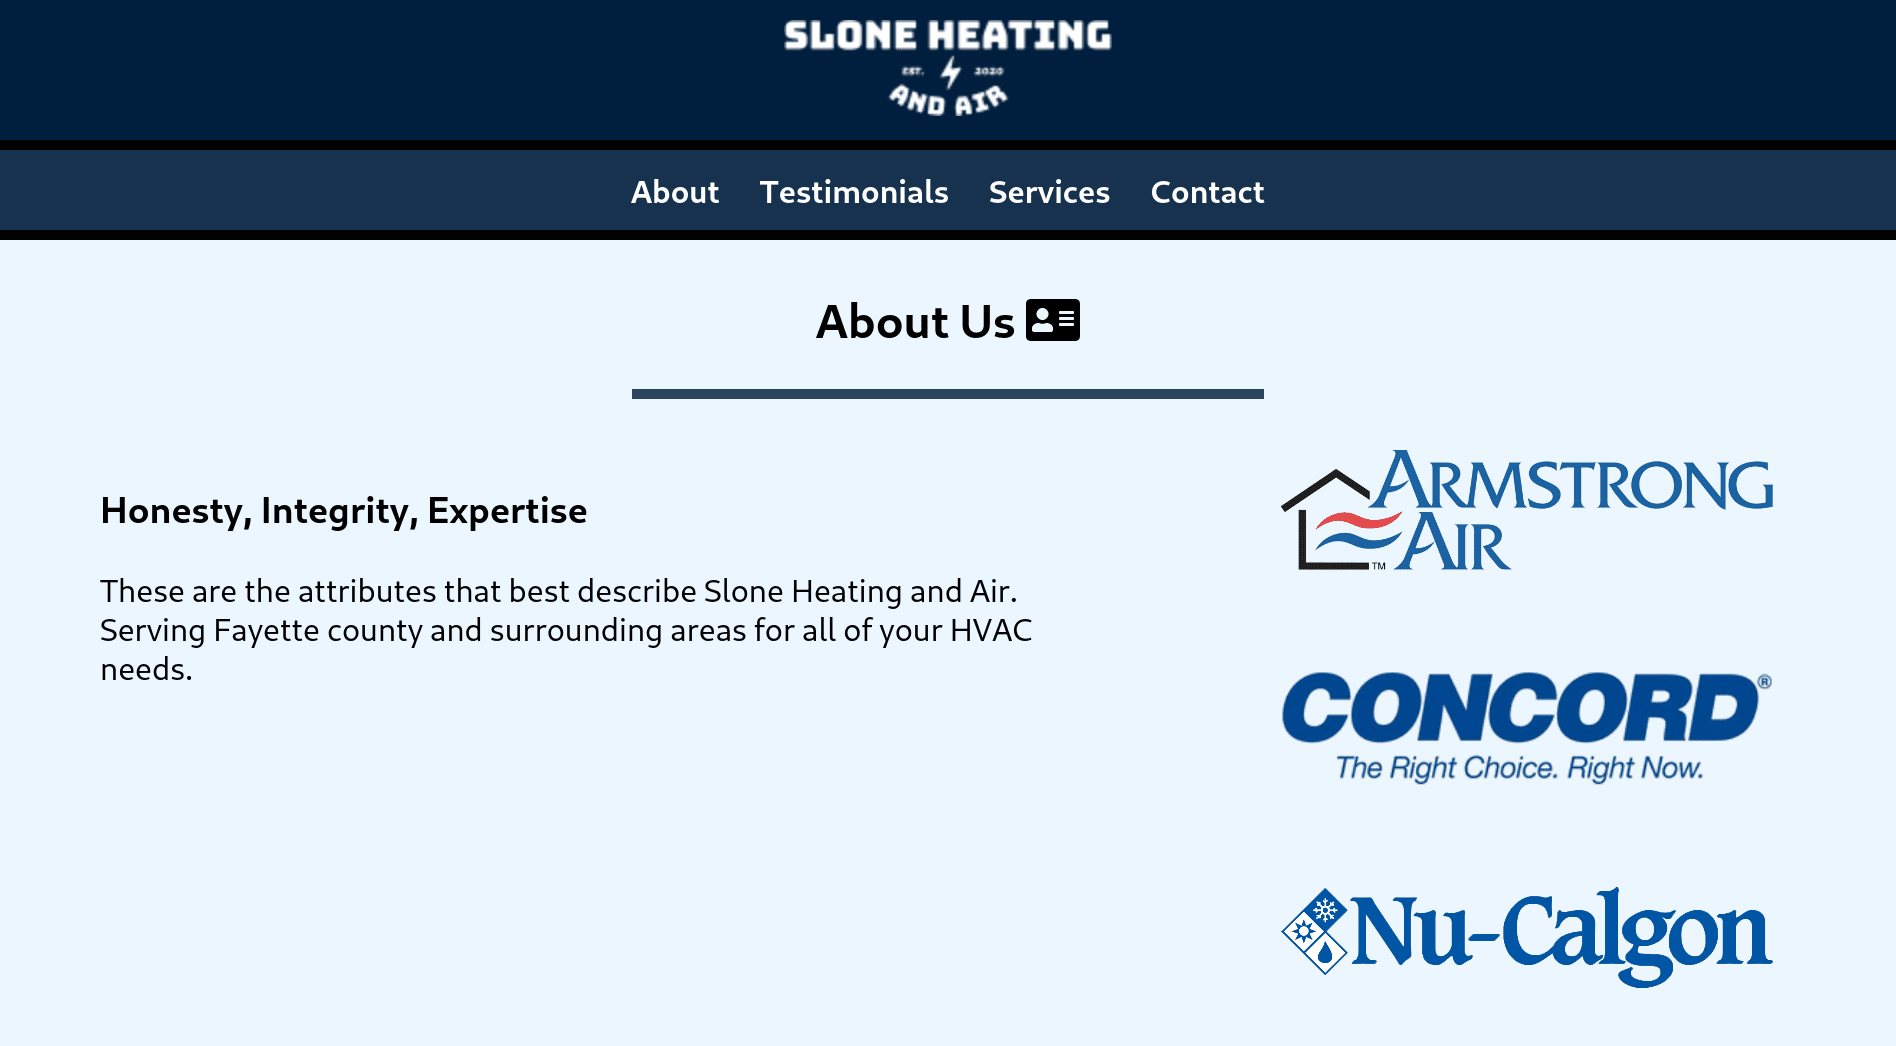 SLONE HEATING
EST. 2020
AND AIR
About Testimonials Services Contact
About Us
Honesty, Integrity, Expertise
These are the attributes that best describe Slone Heating and Air.
Serving Fayette county and surrounding areas for all of your HVAC
needs.
ARMSTRONG
AIR
™
CONCORD®
The Right Choice. Right Now.
Nu-Calgon